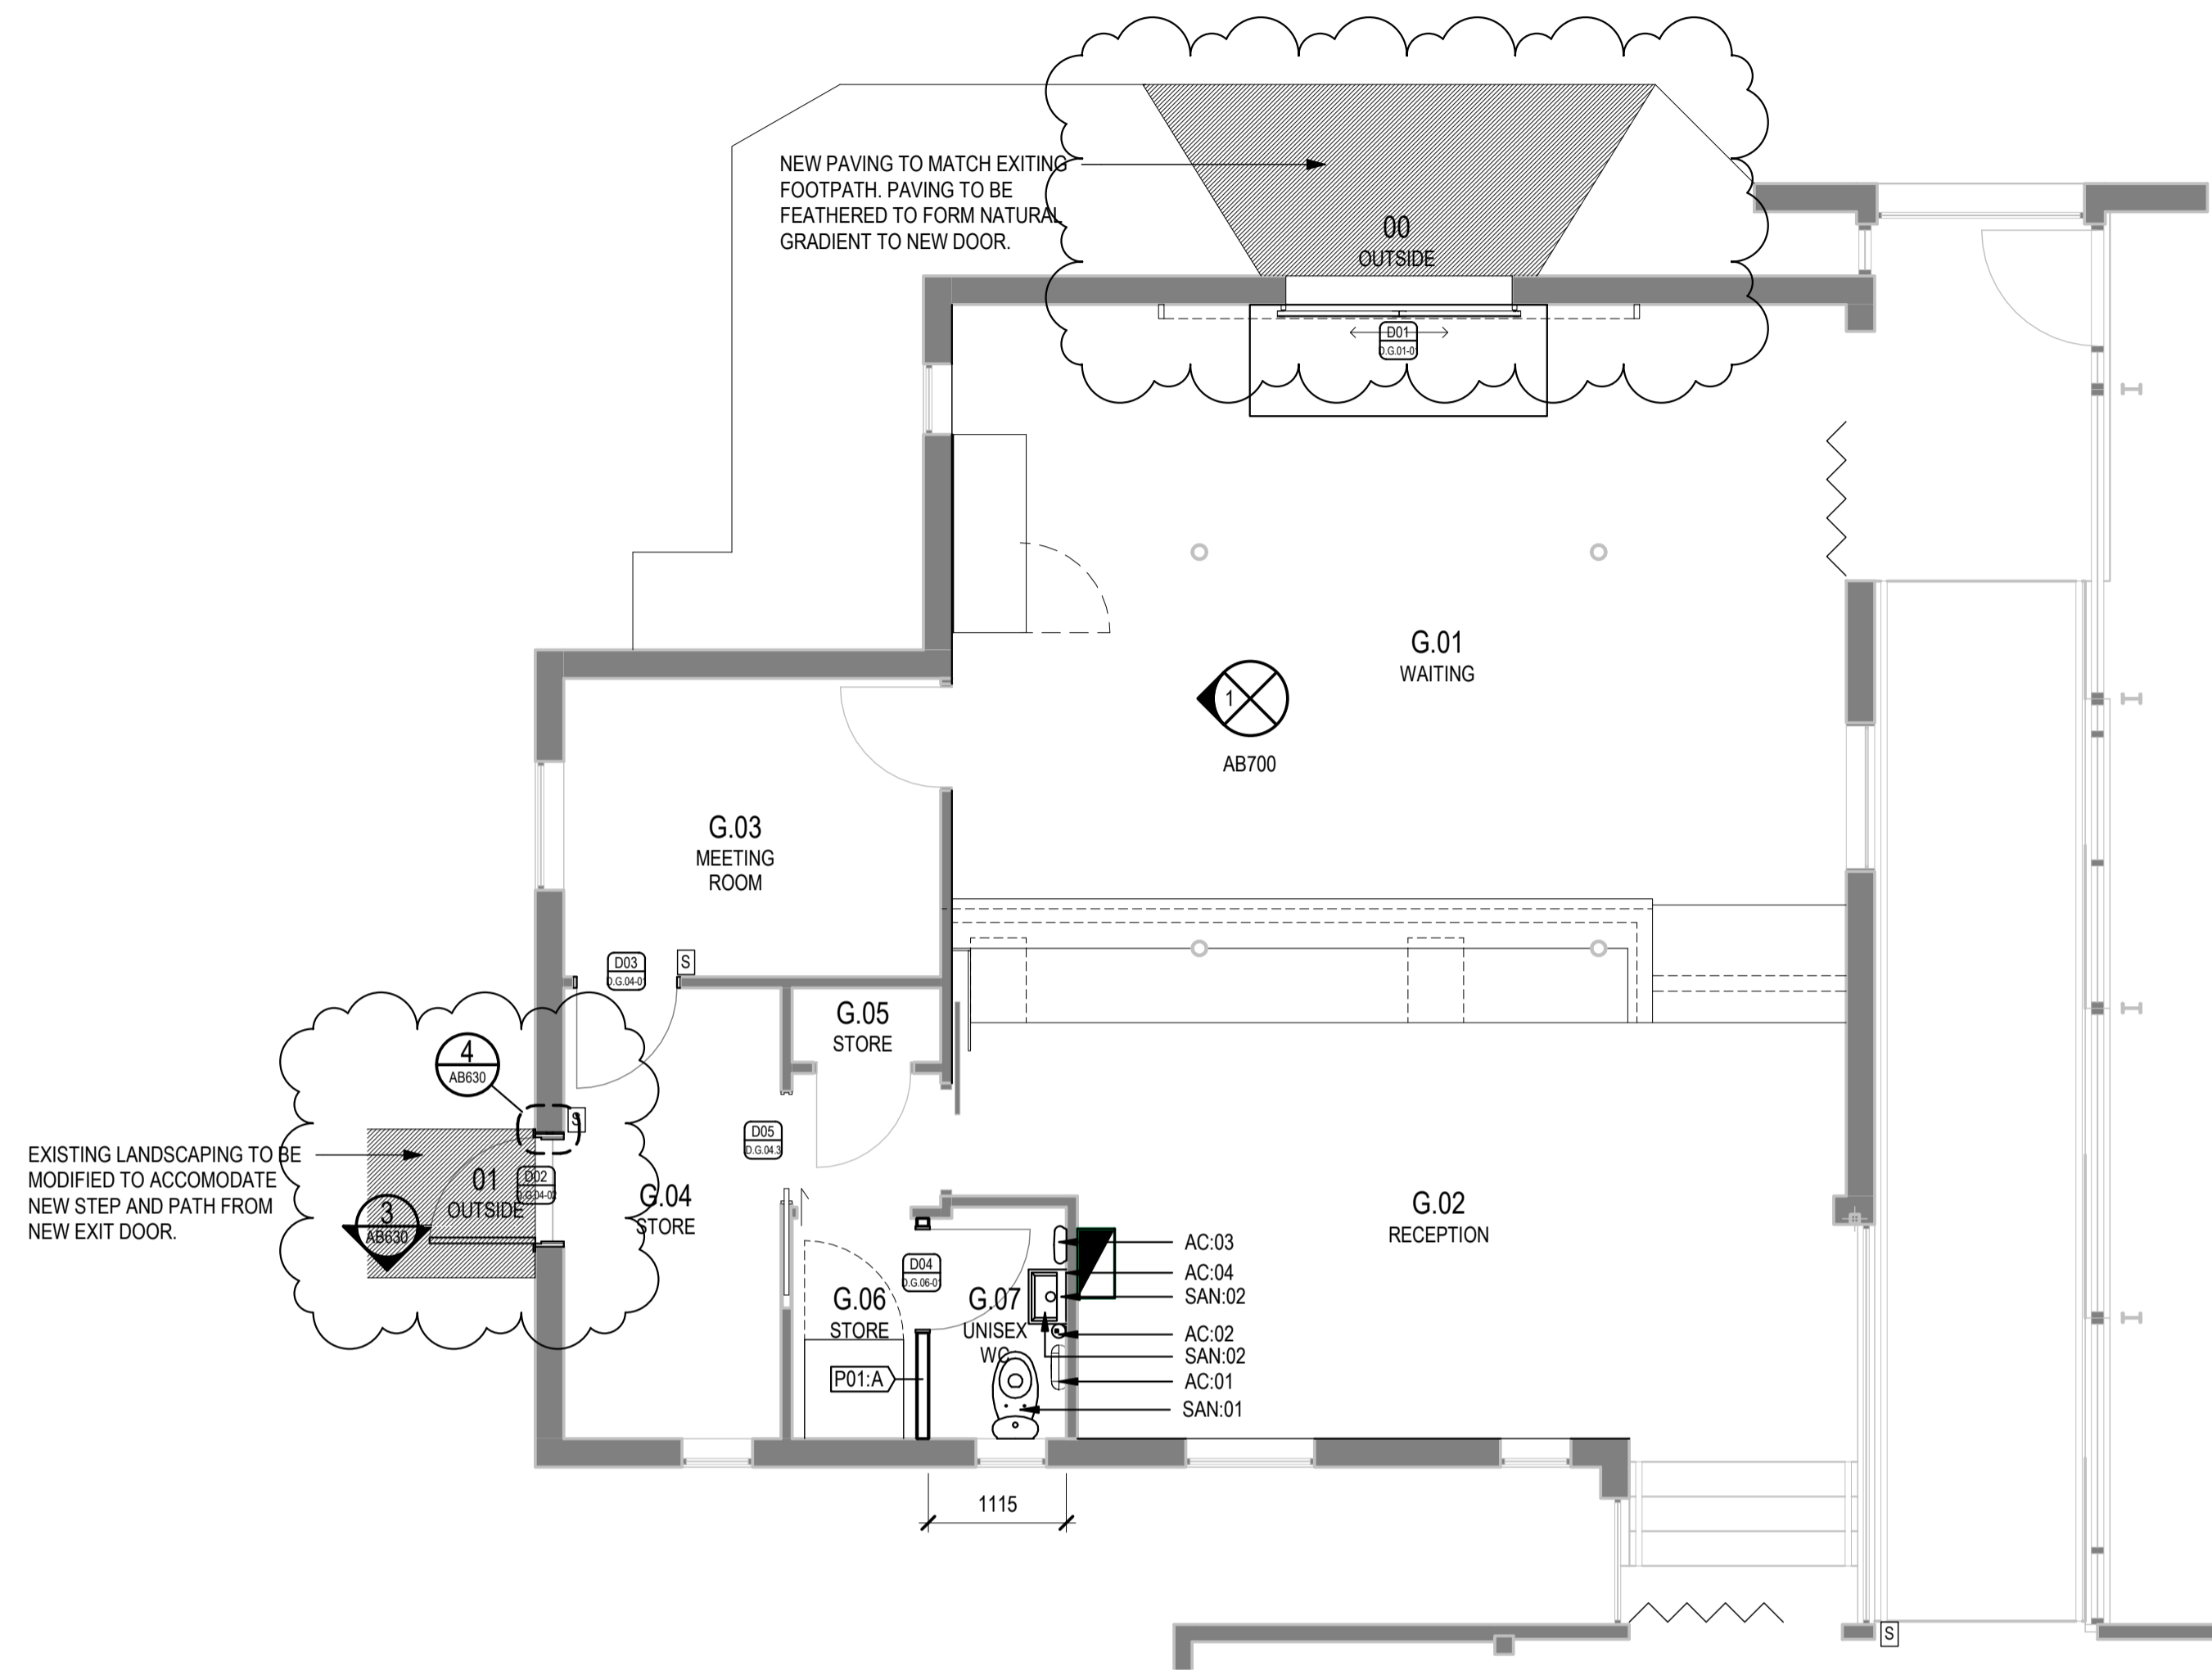 NEW PAVING TO MATCH EXITING
FOOTPATH. PAVING TO BE
FEATHERED TO FORM NATURAL
GRADIENT TO NEW DOOR.
00
OUTSIDE
D01
G.01
WAITING
1
AB700
G.03
MEETING
ROOM
D03
S
G.05
STORE
4
AB630
S
D05
D.G.04.3
EXISTING LANDSCAPING TO BE
MODIFIED TO ACCOMODATE
NEW STEP AND PATH FROM
NEW EXIT DOOR.
01
OUTSIDE
D02
3
AB630
G.04
STORE
G.02
RECEPTION
D04
G.06
STORE
G.07
UNISEX
WC
P01:A
AC:03
AC:04
SAN:02
AC:02
SAN:02
AC:01
SAN:01
1115
S